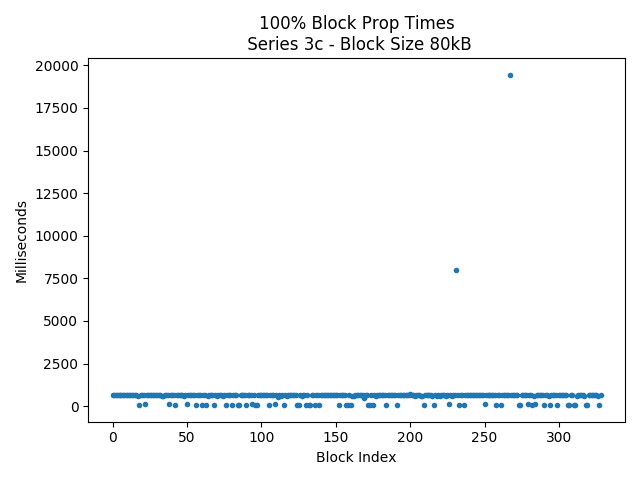 100% Block Prop Times
Series 3c - Block Size 80kB
Milliseconds
20000
17500
15000
12500
10000
7500
5000
2500
0
0 50 100 150 200 250 300
Block Index